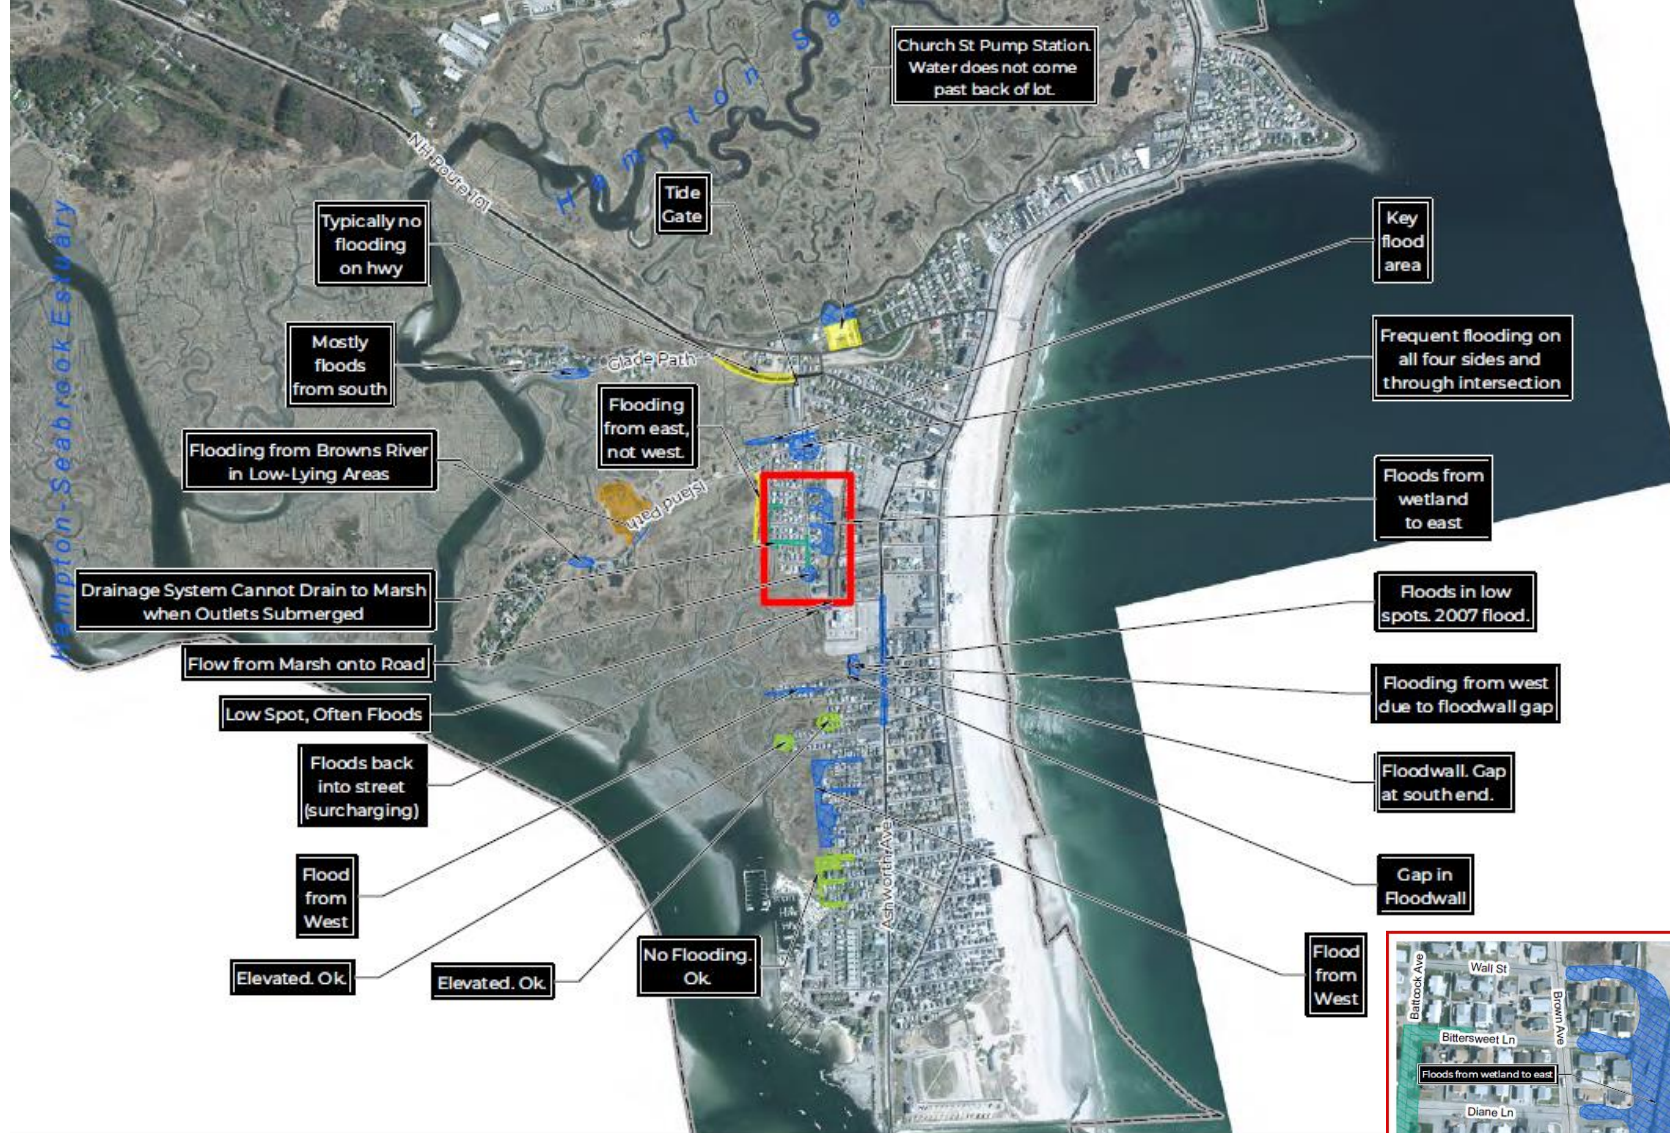 Church St Pump Station.
Water does not come
past back of lot.
Hampton Sa
NH Route 101
Tide
Gate
Key
flood
area
Typically no
flooding
on hwy
Hampton-Seabrook Estuary
Mostly
floods
from south
Glade Path
Frequent flooding on
all four sides and
through intersection
Flooding
from east,
not west.
Flooding from Browns River
in Low-Lying Areas
Island Path
Floods from
wetland
to east
Drainage System Cannot Drain to Marsh
when Outlets Submerged
Floods in low
spots. 2007 flood.
Flow from Marsh onto Road
Flooding from west
due to floodwall gap
Low Spot, Often Floods
Floods back
into street
(surcharging)
Floodwall. Gap
at south end.
Ashworth Ave
Flood
from
West
Gap in
Floodwall
Elevated. Ok.
Elevated. Ok.
No Flooding.
Ok.
Flood
from
West
Battcock Ave
Wall St
Brown Ave
Bittersweet Ln
Floods from wetland to east
Diane Ln